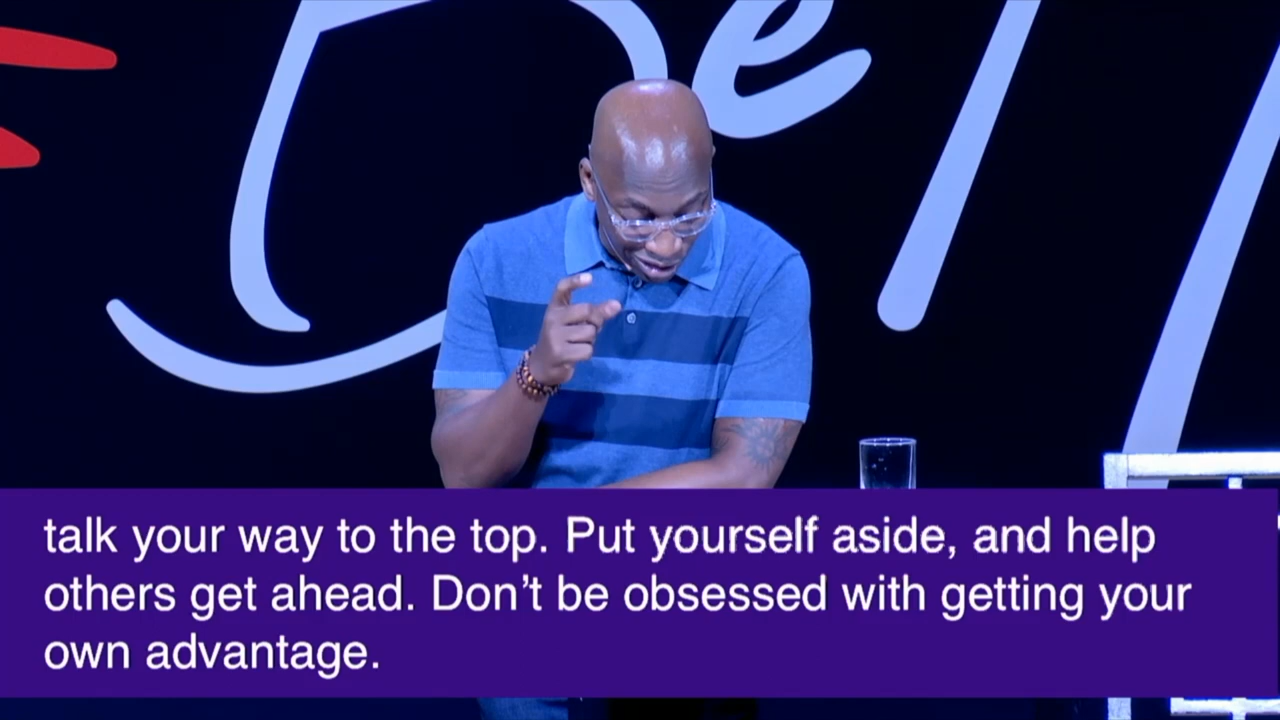 Be
talk your way to the top. Put yourself aside, and help
others get ahead. Don’t be obsessed with getting your
own advantage.